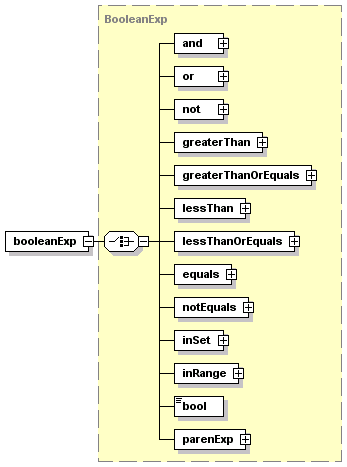 BooleanExp
and
or
not
greaterThan
greaterThanOrEquals
lessThan
booleanExp
lessThanOrEquals
equals
notEquals
inSet
inRange
bool
parenExp